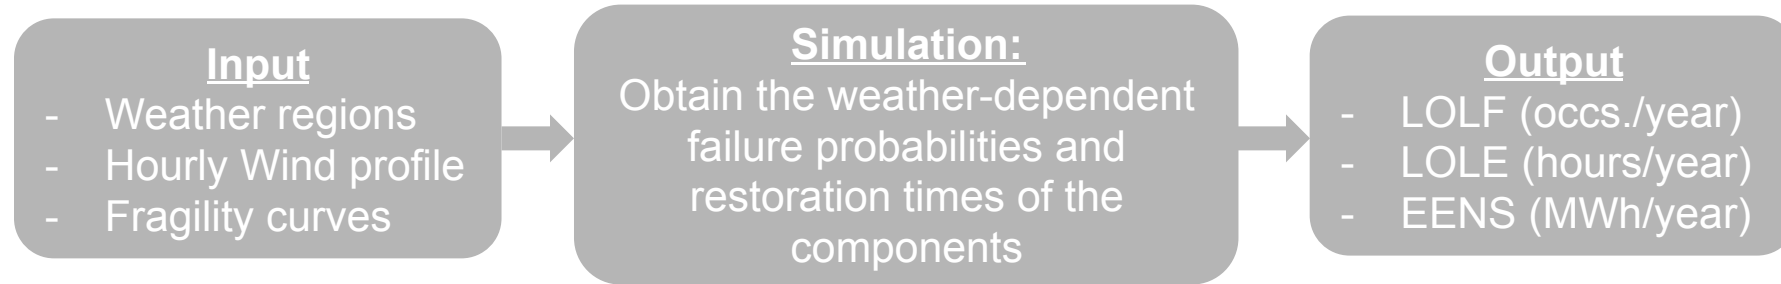 Input
- Weather regions
- Hourly Wind profile
- Fragility curves
Simulation:
Obtain the weather-dependent
failure probabilities and
restoration times of the
components
Output
- LOLF (occs./year)
- LOLE (hours/year)
- EENS (MWh/year)